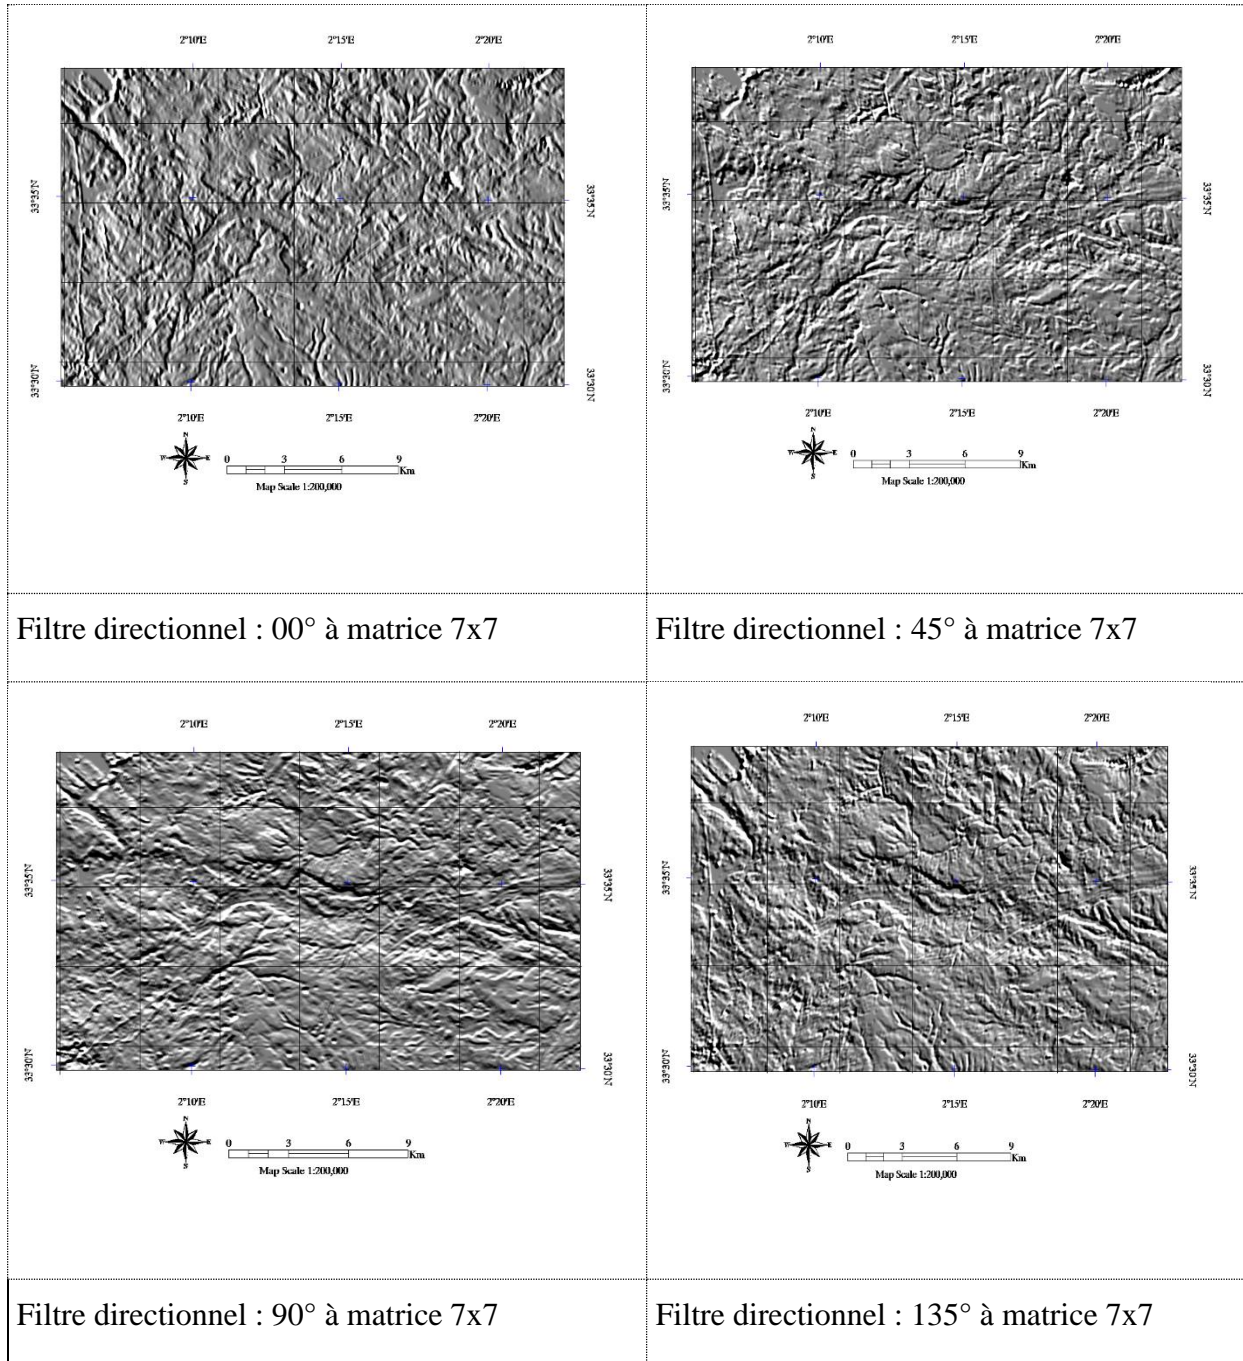 2°10'E 2°15'E 2°20'E
33°35'N 33°35'N
33°30'N 33°30'N
2°10'E 2°15'E 2°20'E
N
W E
S
0 3 6 9
Km
Map Scale 1:200,000
Filtre directionnel : 00° à matrice 7x7
2°10'E 2°15'E 2°20'E
33°35'N 33°35'N
33°30'N 33°30'N
2°10'E 2°15'E 2°20'E
N
W E
S
0 3 6 9
Km
Map Scale 1:200,000
Filtre directionnel : 45° à matrice 7x7
2°10'E 2°15'E 2°20'E
33°35'N 33°35'N
33°30'N 33°30'N
2°10'E 2°15'E 2°20'E
N
W E
S
0 3 6 9
Km
Map Scale 1:200,000
Filtre directionnel : 90° à matrice 7x7
2°10'E 2°15'E 2°20'E
33°35'N 33°35'N
33°30'N 33°30'N
2°10'E 2°15'E 2°20'E
N
W E
S
0 3 6 9
Km
Map Scale 1:200,000
Filtre directionnel : 135° à matrice 7x7